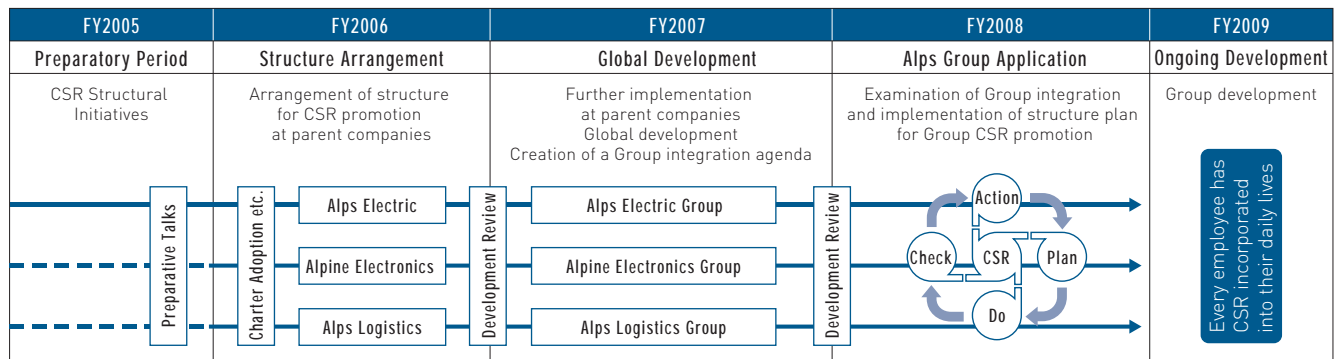 FY2005
FY2006
FY2007
FY2008
FY2009
Preparatory Period
Structure Arrangement
Global Development
Alps Group Application
Ongoing Development
CSR Structural
Initiatives
Arrangement of structure
for CSR promotion
at parent companies
Further implementation
at parent companies
Global development
Creation of a Group integration agenda
Examination of Group integration
and implementation of structure plan
for Group CSR promotion
Group development
Preparative Talks
Charter Adoption etc.
Alps Electric
Alpine Electronics
Alps Logistics
Development Review
Alps Electric Group
Alpine Electronics Group
Alps Logistics Group
Development Review
Action
Check
CSR
Plan
Do
Every employee has
CSR incorporated
into their daily lives